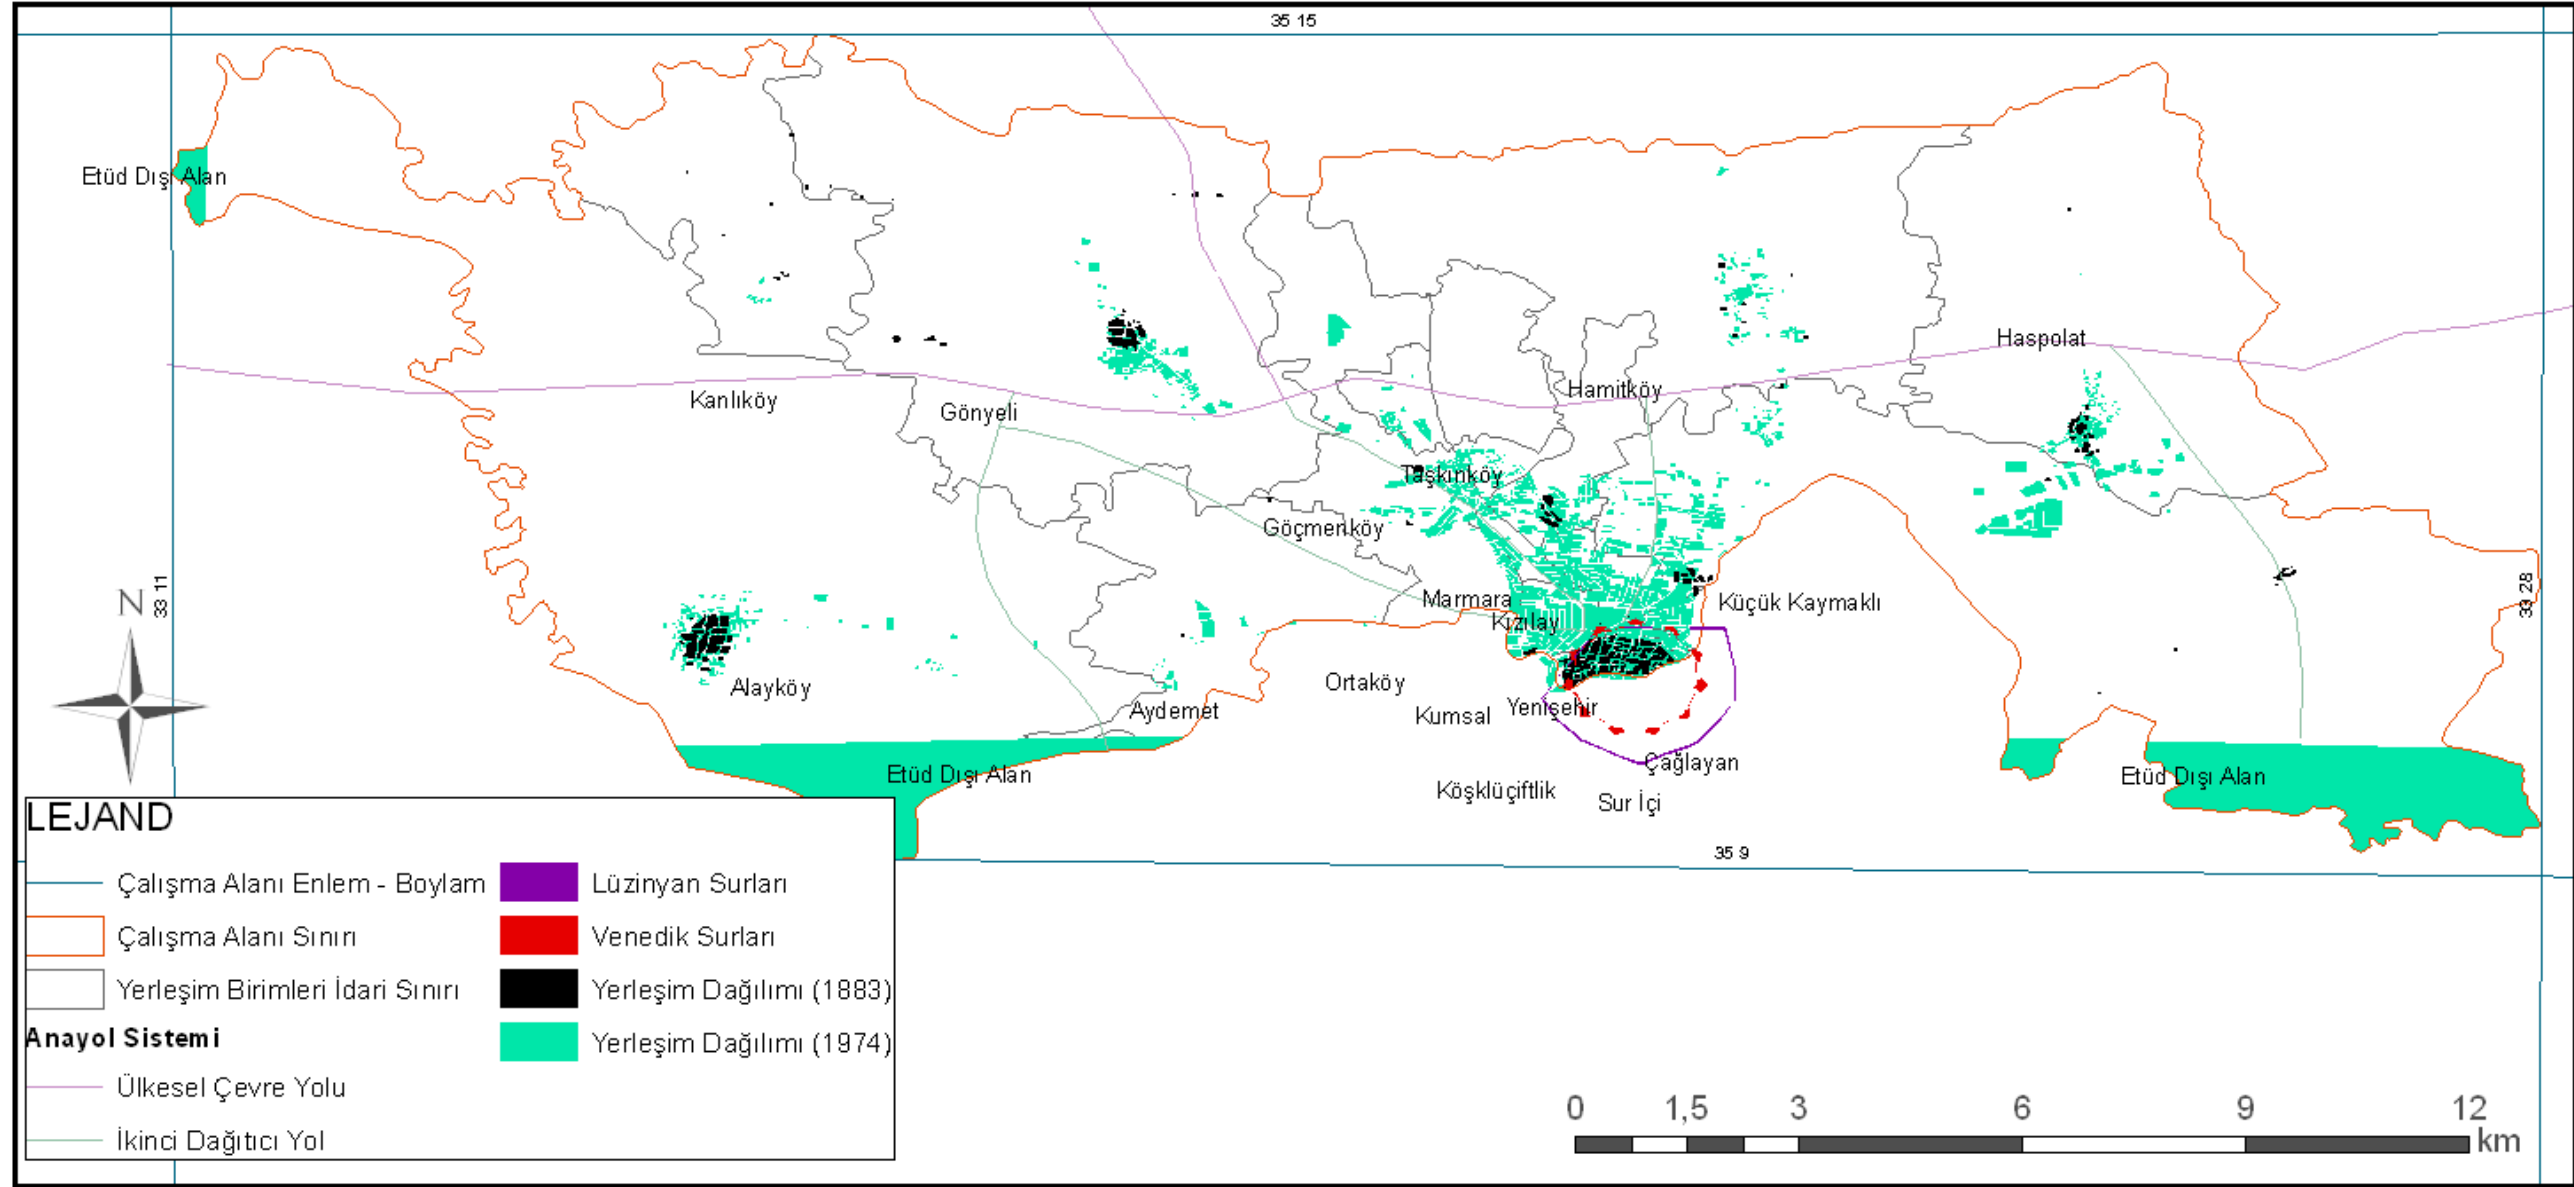 35 15
Etüd Dışı Alan
Haspolat
Hamitköy
Kanlıköy
Gönyeli
Taşkınköy
Göçmenköy
N
33 11
33 28
Marmara
Küçük Kaymaklı
Kızılay
Alayköy
Ortaköy
Aydemet
Kumsal
Yenişehir
Çağlayan
Etüd Dışı Alan
Etüd Dışı Alan
Köşklüçiftlik
Sur İçi
35 9
LEJAND
Çalışma Alanı Enlem - Boylam
Çalışma Alanı Sınırı
Yerleşim Birimleri İdari Sınırı
Anayol Sistemi
Ülkesel Çevre Yolu
İkinci Dağıtıcı Yol
Lüzinyan Surları
Venedik Surları
Yerleşim Dağılımı (1883)
Yerleşim Dağılımı (1974)
0 1,5 3 6 9 12
km